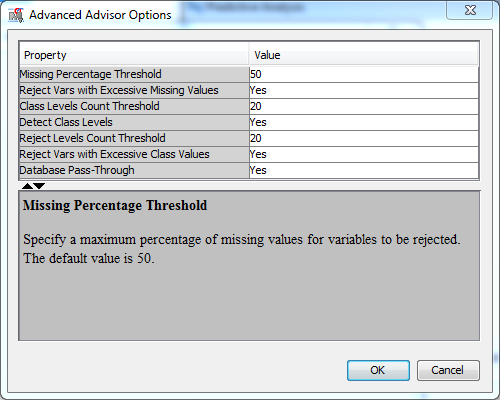 Advanced Advisor Options
Property Value
Missing Percentage Threshold 50
Reject Vars with Excessive Missing Values Yes
Class Levels Count Threshold 20
Detect Class Levels Yes
Reject Levels Count Threshold 20
Reject Vars with Excessive Class Values Yes
Database Pass-Through Yes
Missing Percentage Threshold
Specify a maximum percentage of missing values for variables to be rejected.
The default value is 50.
OK Cancel